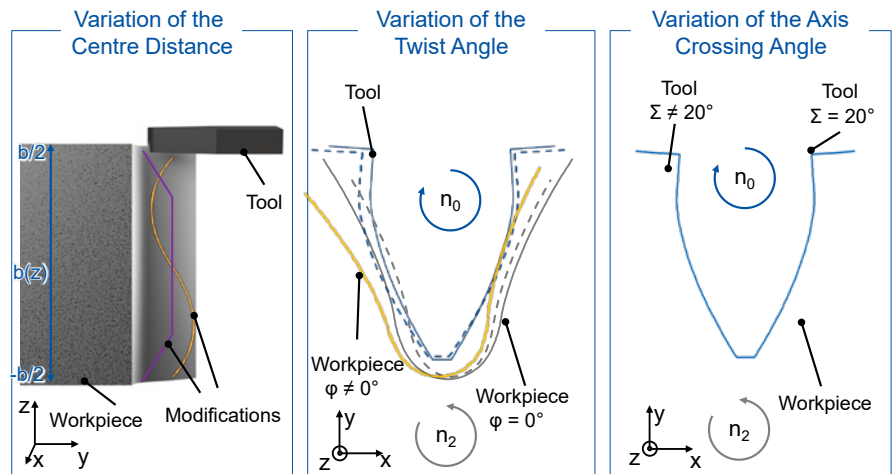 Variation of the
Centre Distance
b/2
b(z)
-b/2
Tool
Workpiece
Modifications
z
x
y
Variation of the
Twist Angle
Tool
n₀
Workpiece
φ ≠ 0°
Workpiece
φ = 0°
y
z
x
n₂
Variation of the Axis
Crossing Angle
Tool
Σ ≠ 20°
Tool
Σ = 20°
n₀
Workpiece
y
z
x
n₂